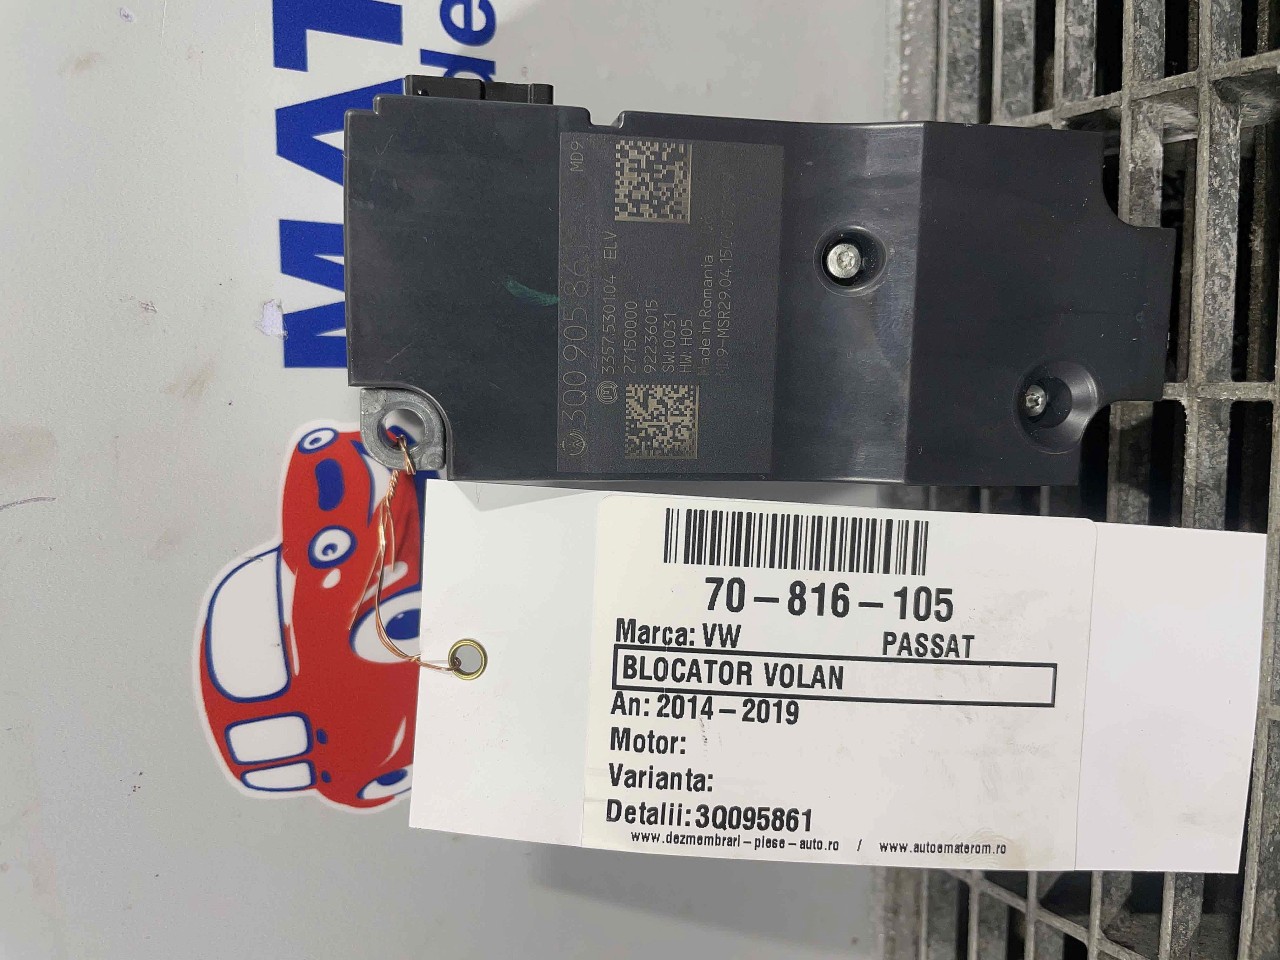 MAT
de
MD9
3Q0 905 861
3357.5301.04 ELV
27150000
92236015
SW: 0031
HW: H05
Made in Romania
70-816-105
Marca: VW PASSAT
BLOCATOR VOLAN
An: 2014-2019
Motor:
Varianta:
Detalii: 3Q095861
www.dezmembrari-piese-auto.ro / www.autoematerom.ro